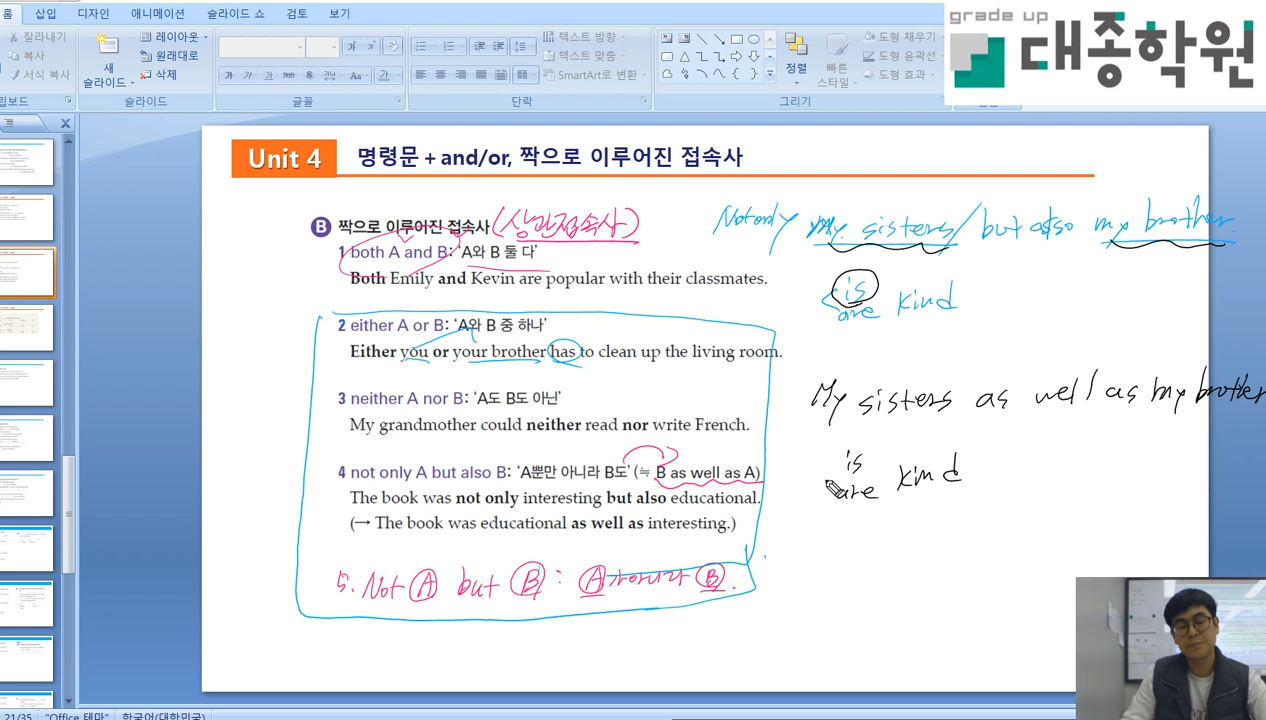 홈 삽입 디자인 애니메이션 슬라이드 쇼 검토 보기
잘라내기
복사
서식 복사
새 슬라이드
레이아웃
원래대로
삭제
슬라이드
글꼴
텍스트 방향
텍스트 맞춤
SmartArt로 변환
단락
정렬
빠른 스타일
도형 채우기
도형 윤곽선
도형 효과
그리기
grade up
대종학원
Unit 4 명령문 + and/or, 짝으로 이루어진 접속사
B 짝으로 이루어진 접속사 (상관접속사)
1 both A and B: ‘A와 B 둘 다’
Both Emily and Kevin are popular with their classmates.
2 either A or B: ‘A와 B 중 하나’
Either you or your brother has to clean up the living room.
3 neither A nor B: ‘A도 B도 아닌’
My grandmother could neither read nor write French.
4 not only A but also B: ‘A뿐만 아니라 B도’ (≒ B as well as A)
The book was not only interesting but also educational.
(→ The book was educational as well as interesting.)
5. Not A but B : A가 아니라 B.
Not only my sisters / but also my brother
is
are kind
My sisters as well as my brother
is
are kind
21/35 "Office 테마" 한국어(대한민국)